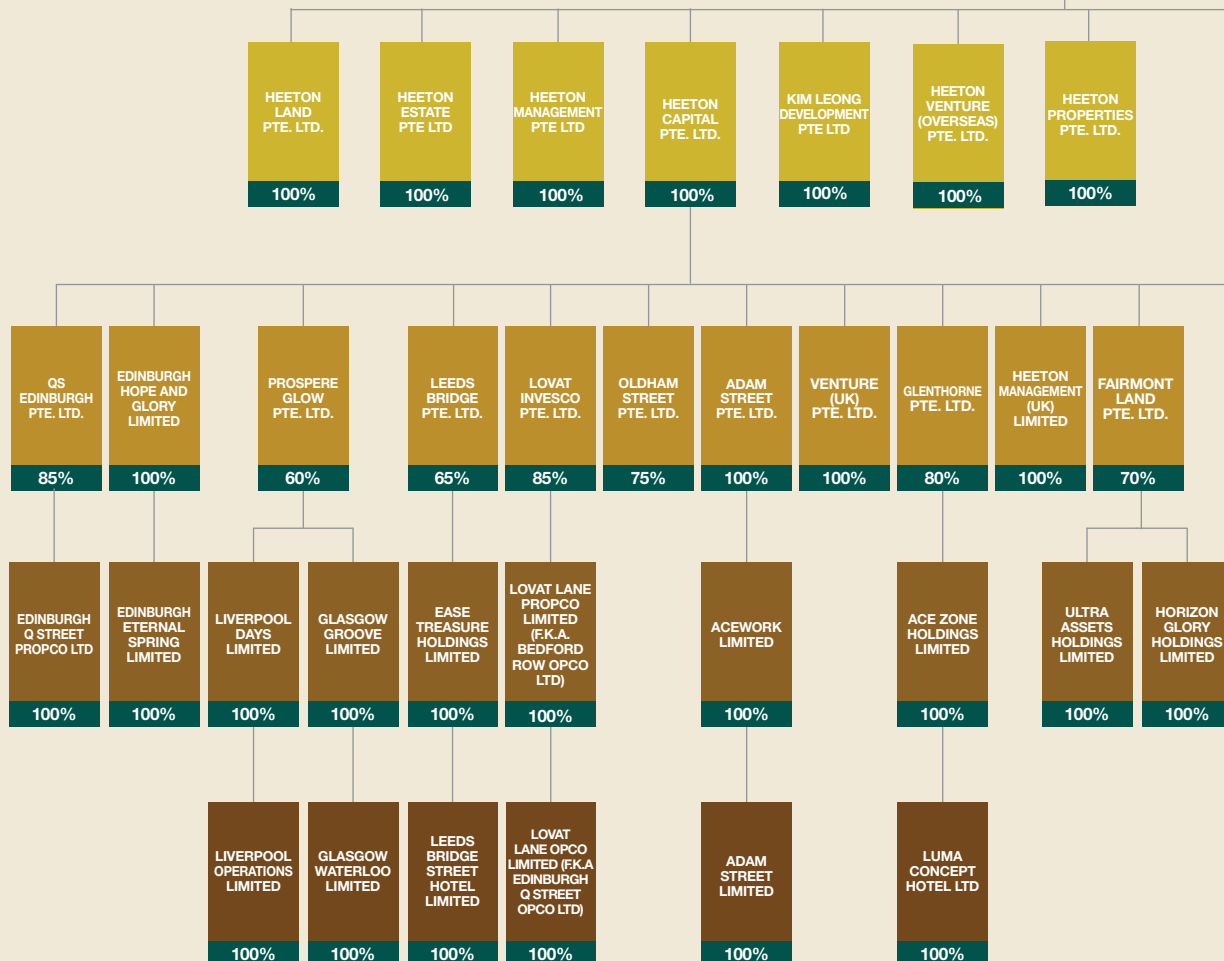 HEETON
LAND
PTE. LTD.
100%
HEETON
ESTATE
PTE LTD
100%
HEETON
MANAGEMENT
PTE LTD
100%
HEETON
CAPITAL
PTE. LTD.
100%
KIM LEONG
DEVELOPMENT
PTE LTD
100%
HEETON
VENTURE
(OVERSEAS)
PTE. LTD.
100%
HEETON
PROPERTIES
PTE. LTD.
100%
QS
EDINBURGH
PTE. LTD.
85%
EDINBURGH
HOPE AND
GLORY
LIMITED
100%
PROSPERE
GLOW
PTE. LTD.
60%
LEEDS
BRIDGE
PTE. LTD.
65%
LOVAT
INVESCO
PTE. LTD.
85%
OLDHAM
STREET
PTE. LTD.
75%
ADAM
STREET
PTE. LTD.
100%
VENTURE
(UK)
PTE. LTD.
100%
GLENTHORNE
PTE. LTD.
80%
HEETON
MANAGEMENT
(UK)
LIMITED
100%
FAIRMONT
LAND
PTE. LTD.
70%
EDINBURGH
Q STREET
PROPCO LTD
100%
EDINBURGH
ETERNAL
SPRING
LIMITED
100%
LIVERPOOL
DAYS
LIMITED
100%
GLASGOW
GROOVE
LIMITED
100%
EASE
TREASURE
HOLDINGS
LIMITED
100%
LOVAT LANE
PROPCO
LIMITED
(F.K.A.
BEDFORD
ROW OPCO
LTD)
100%
ACEWORK
LIMITED
100%
ACE ZONE
HOLDINGS
LIMITED
100%
ULTRA
ASSETS
HOLDINGS
LIMITED
100%
HORIZON
GLORY
HOLDINGS
LIMITED
100%
LIVERPOOL
OPERATIONS
LIMITED
100%
GLASGOW
WATERLOO
LIMITED
100%
LEEDS
BRIDGE
STREET
HOTEL
LIMITED
100%
LOVAT
LANE OPCO
LIMITED (F.K.A
EDINBURGH
Q STREET
OPCO LTD)
100%
ADAM
STREET
LIMITED
100%
LUMA
CONCEPT
HOTEL LTD
100%